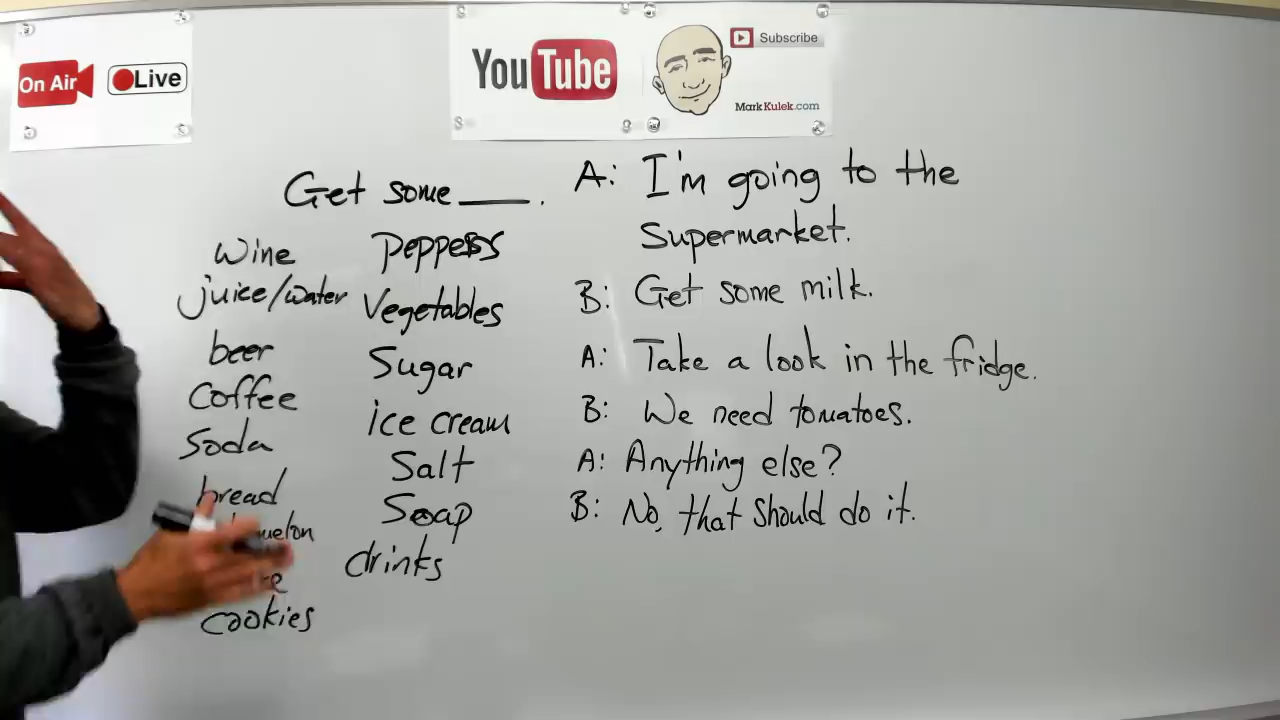 On Air
Live
YouTube
Subscribe
MarkKulek.com
Get some ___.
Wine
juice/water
beer
Coffee
Soda
bread
cookies
Peppers
Vegetables
Sugar
ice cream
Salt
Soap
drinks
A: I'm going to the
Supermarket.
B: Get some milk.
A: Take a look in the fridge.
B: We need tomatoes.
A: Anything else?
B: No, that should do it.